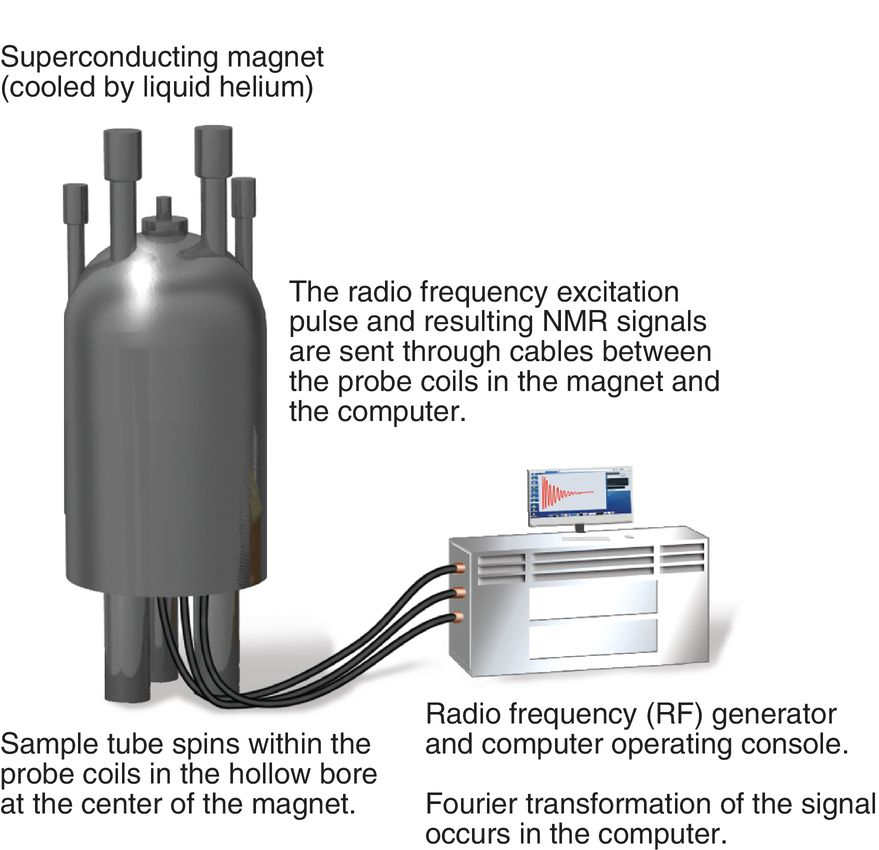 Superconducting magnet
(cooled by liquid helium)
The radio frequency excitation
pulse and resulting NMR signals
are sent through cables between
the probe coils in the magnet and
the computer.
Sample tube spins within the
probe coils in the hollow bore
at the center of the magnet.
Radio frequency (RF) generator
and computer operating console.
Fourier transformation of the signal
occurs in the computer.